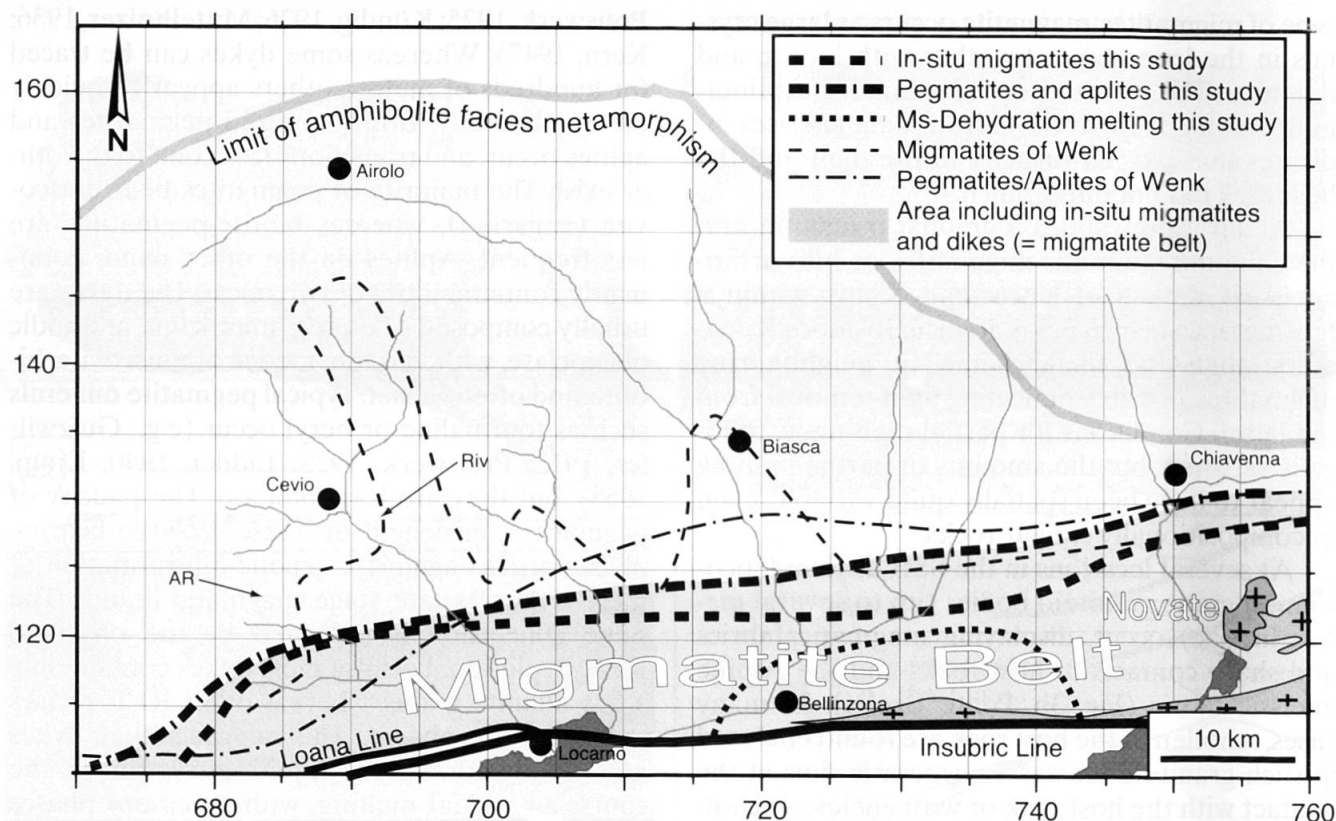 160
140
120
680
700
720
740
760
N
Limit of amphibolite facies metamorphism
Airolo
Cevio
Riv
AR
Biasca
Chiavenna
Novate
Migmatite Belt
Bellinzona
Loana Line
Locarno
Insubric Line
10 km
In-situ migmatites this study
Pegmatites and aplites this study
Ms-Dehydration melting this study
Migmatites of Wenk
Pegmatites/Aplites of Wenk
Area including in-situ migmatites
and dikes (= migmatite belt)